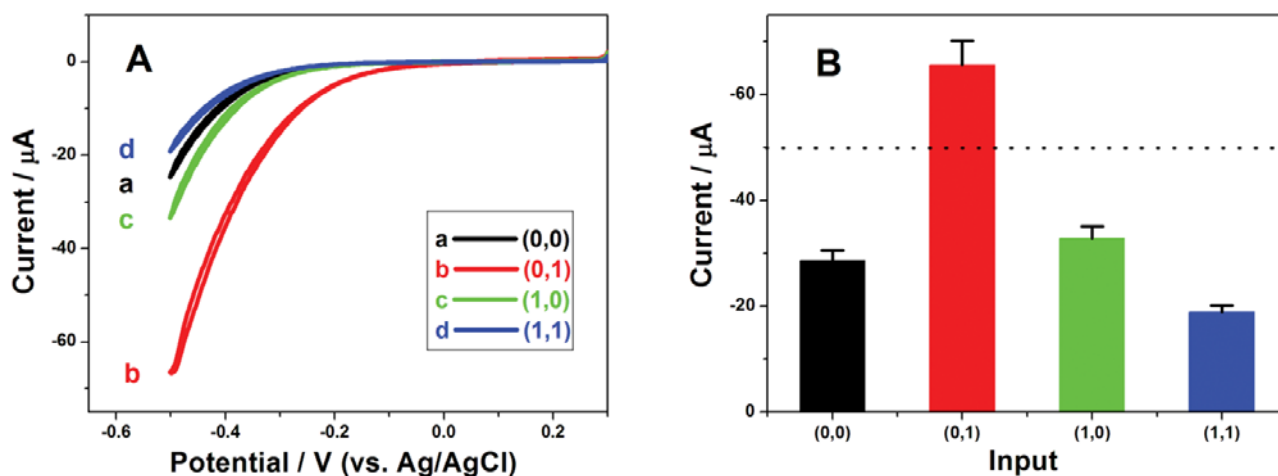 A
0
-20
-40
-60
Current / μA
d
a
c
b
a (0,0)
b (0,1)
c (1,0)
d (1,1)
-0.6 -0.4 -0.2 0.0 0.2
Potential / V (vs. Ag/AgCl)
B
-60
-40
-20
0
Current / μA
(0,0) (0,1) (1,0) (1,1)
Input